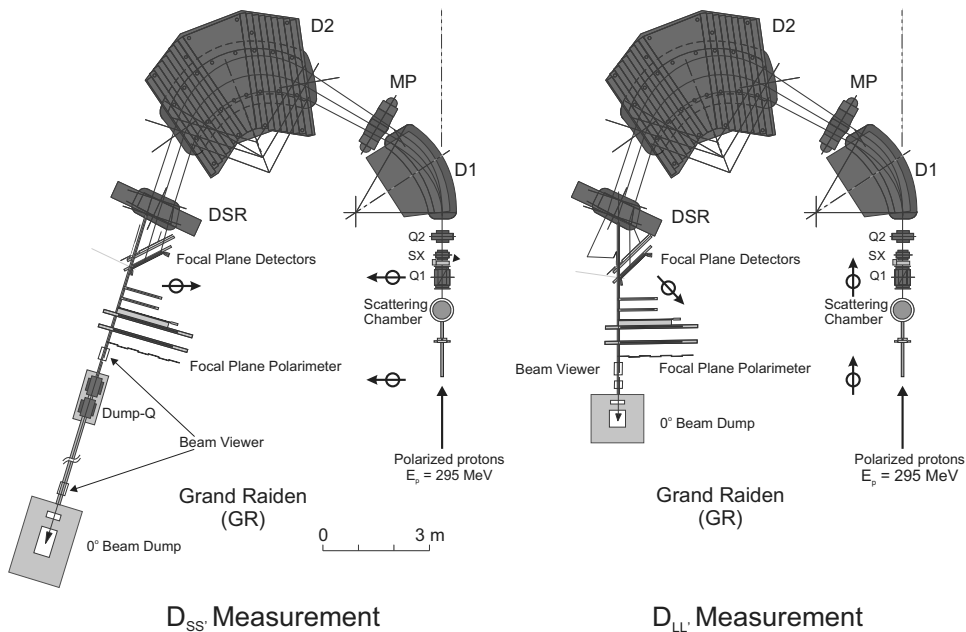 D2
MP
D1
DSR
Q2
SX
Q1
Focal Plane Detectors
Scattering
Chamber
Focal Plane Polarimeter
Dump-Q
Beam Viewer
Polarized protons
E_p = 295 MeV
Grand Raiden
(GR)
0 3 m
0° Beam Dump
D_SS' Measurement
D2
MP
D1
DSR
Q2
SX
Q1
Focal Plane Detectors
Scattering
Chamber
Beam Viewer
Focal Plane Polarimeter
0° Beam Dump
Polarized protons
E_p = 295 MeV
Grand Raiden
(GR)
D_LL' Measurement